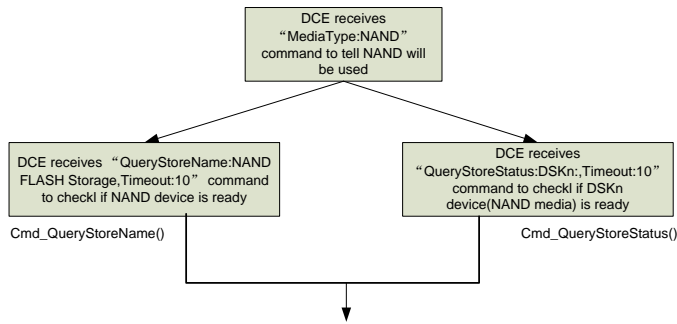 DCE receives
“MediaType:NAND”
command to tell NAND will
be used
DCE receives “QueryStoreName:NAND
FLASH Storage,Timeout:10” command
to checkl if NAND device is ready
Cmd_QueryStoreName()
DCE receives
“QueryStoreStatus:DSKn:,Timeout:10”
command to checkl if DSKn
device(NAND media) is ready
Cmd_QueryStoreStatus()